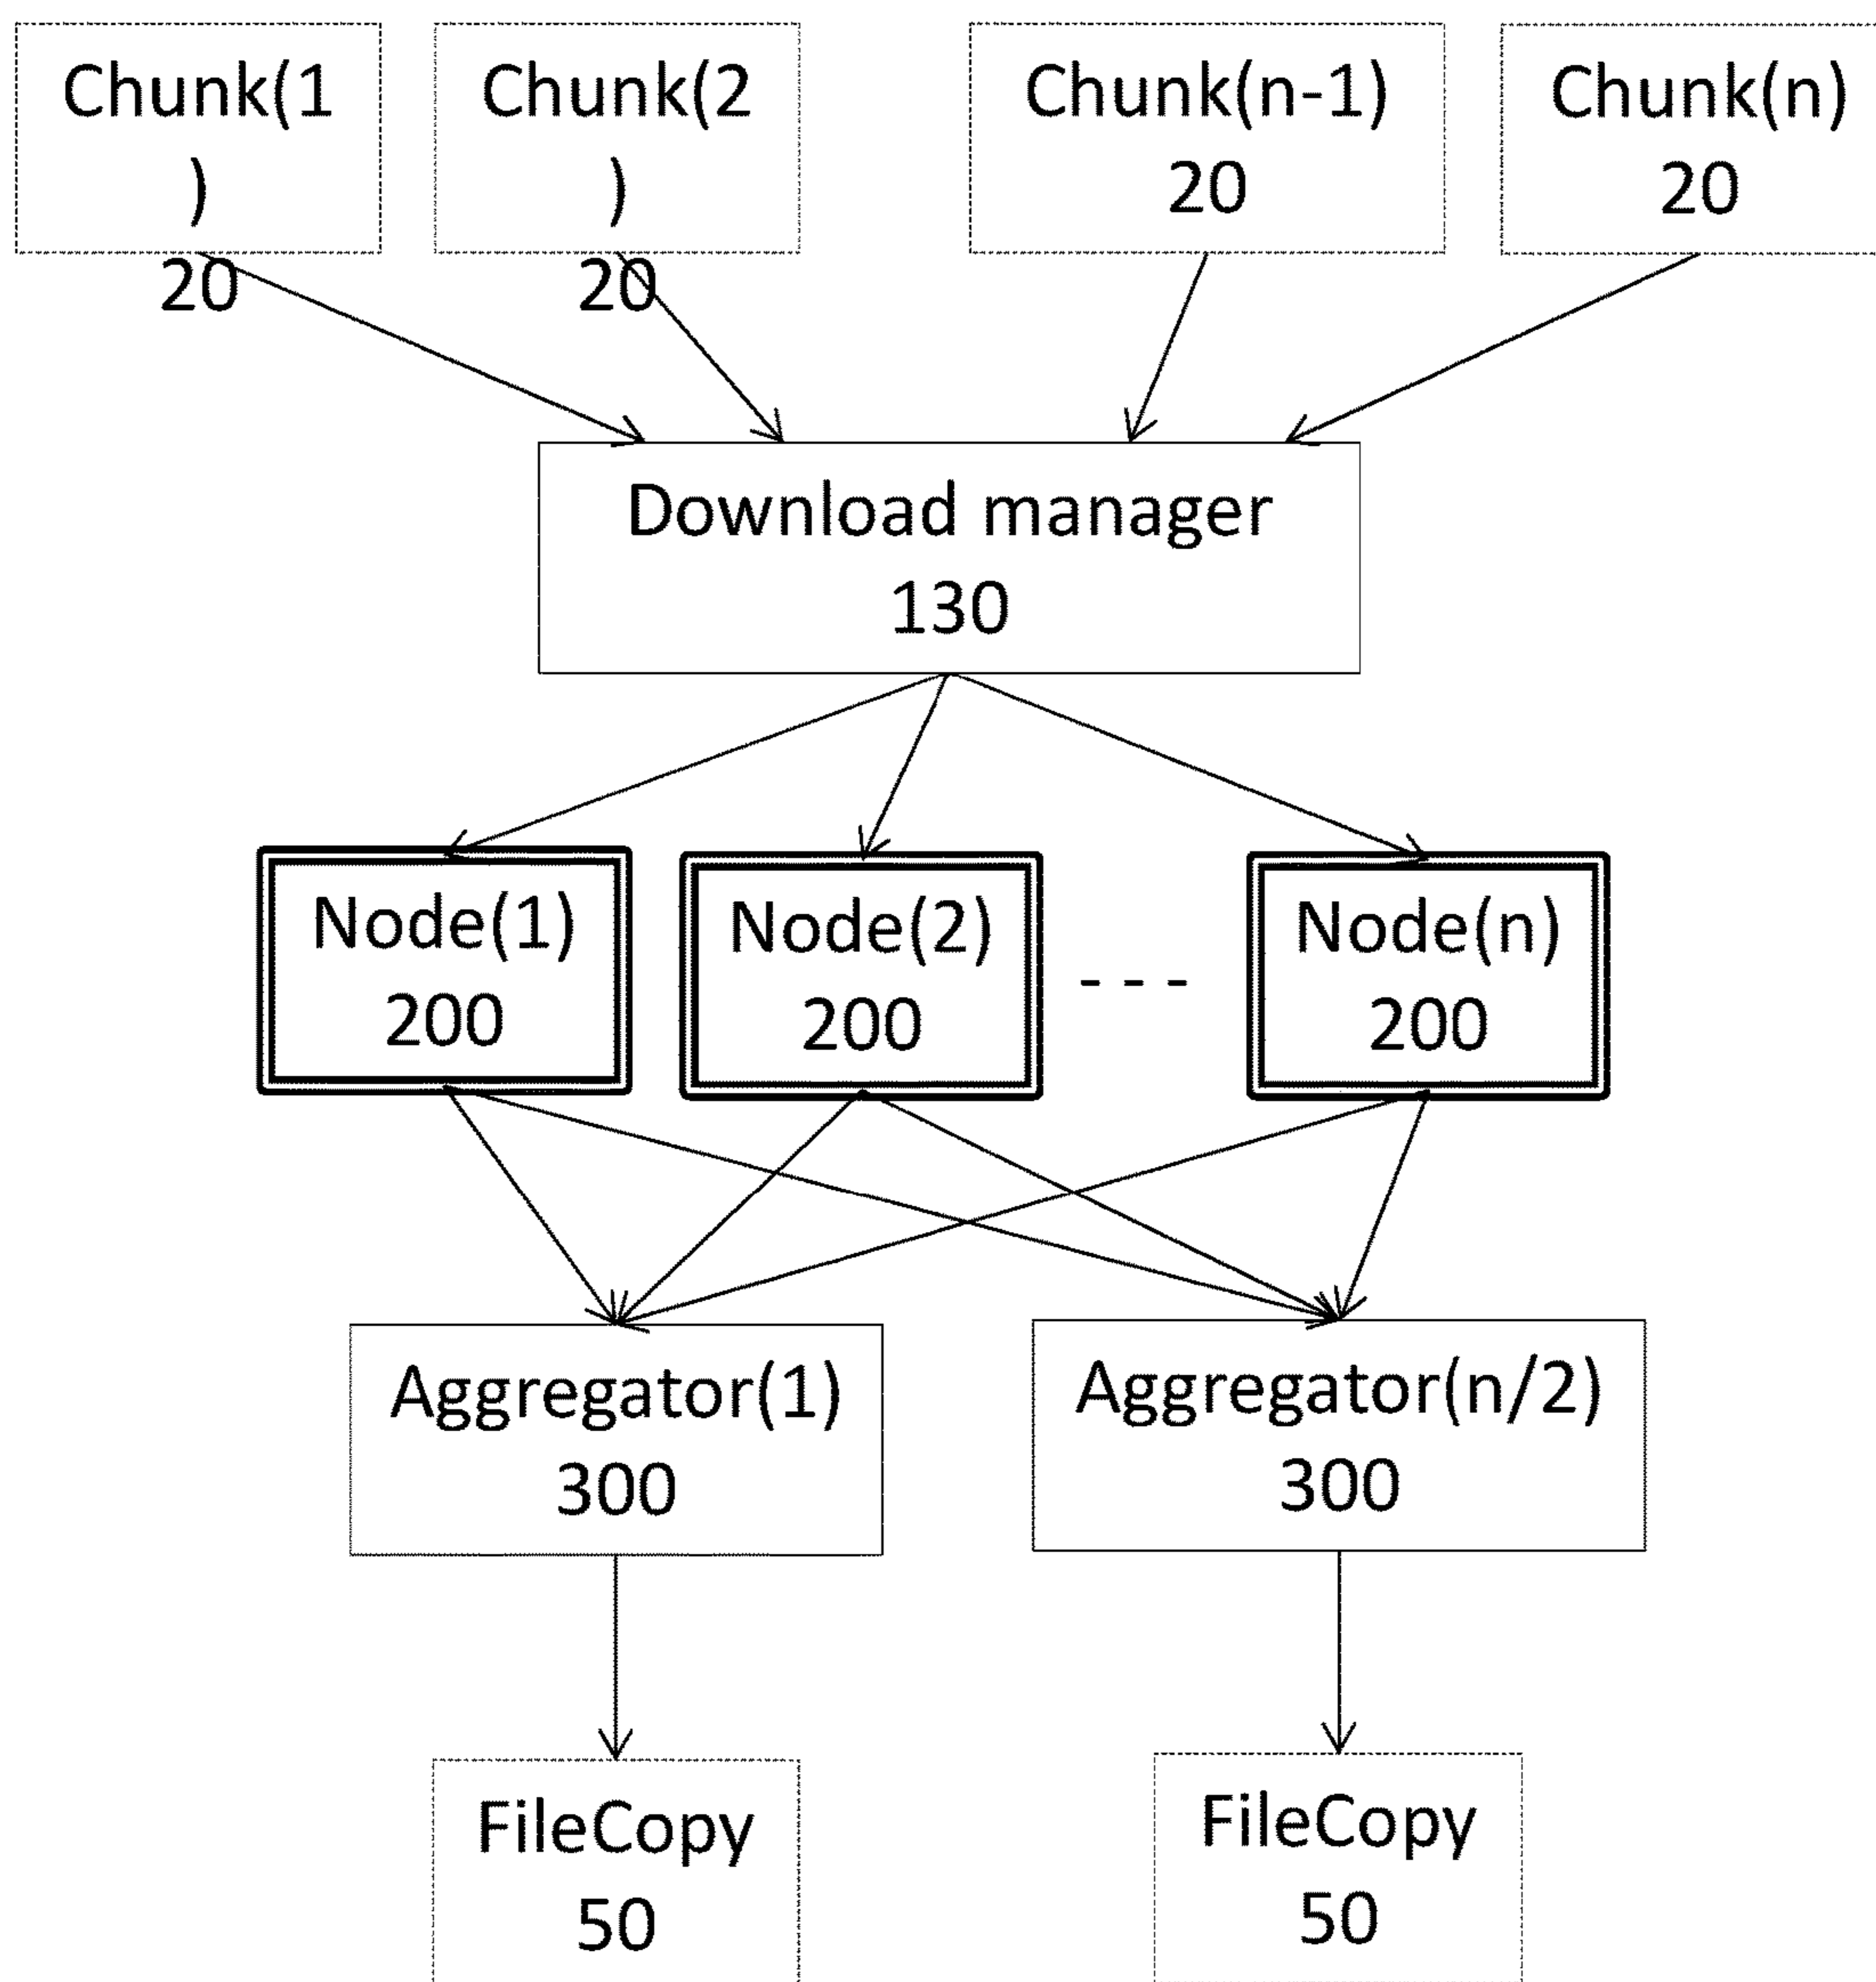 Chunk(1
)
20
Chunk(2
)
20
Chunk(n-1)
20
Chunk(n)
20
Download manager
130
Node(1)
200
Node(2)
200
- - -
Node(n)
200
Aggregator(1)
300
Aggregator(n/2)
300
FileCopy
50
FileCopy
50